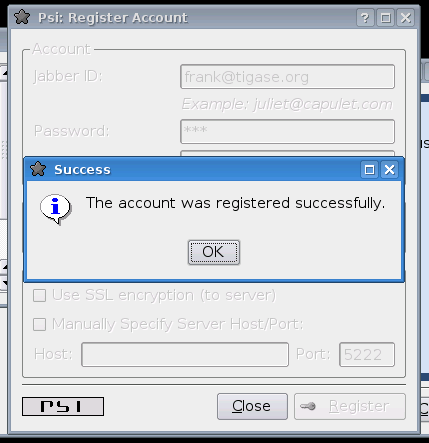 Psi: Register Account
Account
Jabber ID: frank@tigase.org
Example: juliet@capulet.com
Password: ***
Success
The account was registered successfully.
OK
Use SSL encryption (to server)
Manually Specify Server Host/Port:
Host: Port: 5222
PSI Close Register